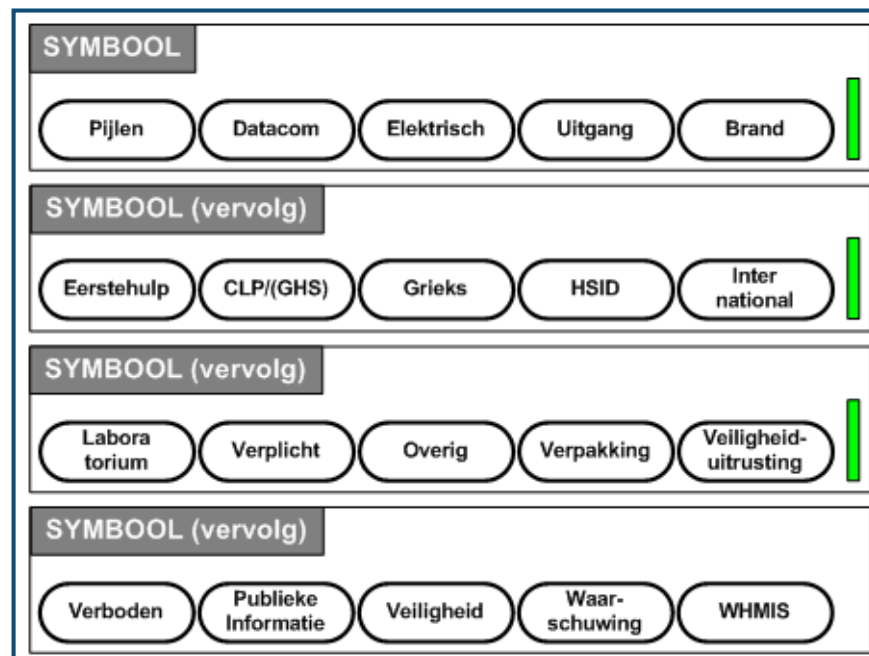 SYMBOOL
Pijlen Datacom Elektrisch Uitgang Brand
SYMBOOL (vervolg)
Eerstehulp CLP/(GHS) Grieks HSID Inter
national
SYMBOOL (vervolg)
Labora
torium Verplicht Overig Verpakking Veiligheid-
uitrusting
SYMBOOL (vervolg)
Verboden Publieke
Informatie Veiligheid Waar-
schuwing WHMIS